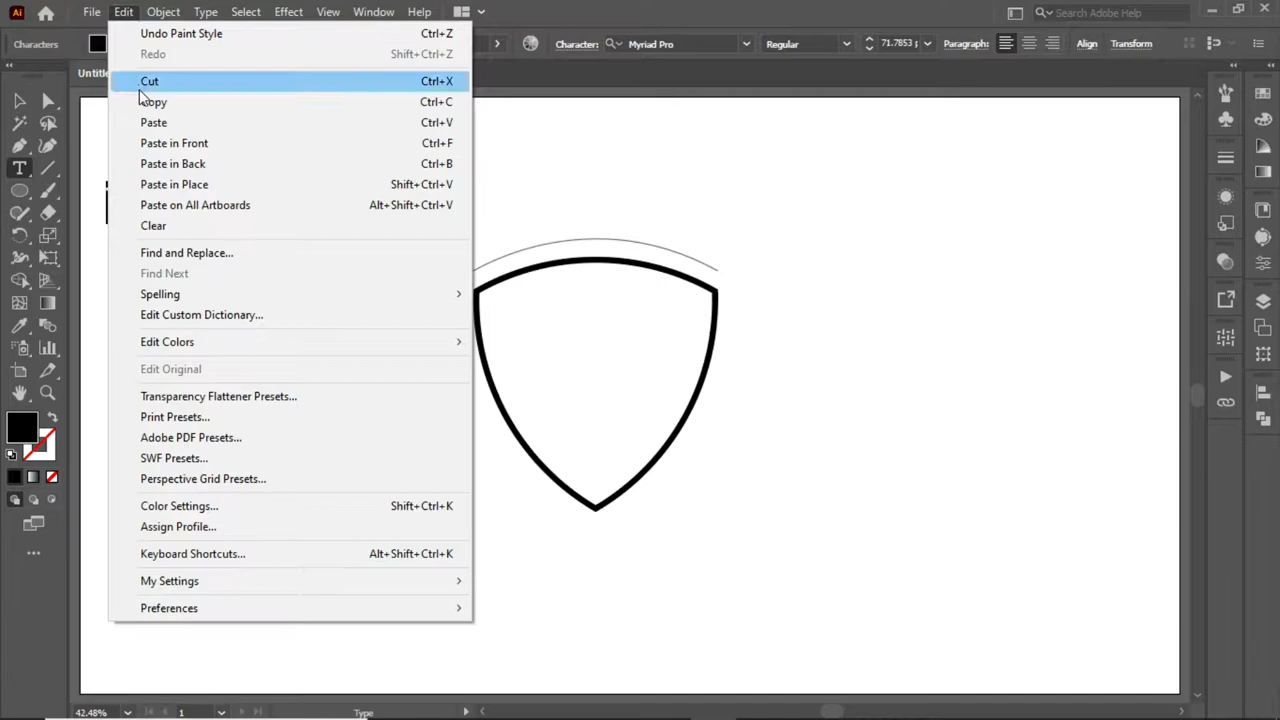 Ai File Edit Object Type Select Effect View Window Help Search Adobe Help
Characters Character: Myriad Pro Regular 71.7853 p Paragraph: Align Transform
Untitle
Undo Paint Style Ctrl+Z
Redo Shift+Ctrl+Z
Cut Ctrl+X
Copy Ctrl+C
Paste Ctrl+V
Paste in Front Ctrl+F
Paste in Back Ctrl+B
Paste in Place Shift+Ctrl+V
Paste on All Artboards Alt+Shift+Ctrl+V
Clear
Find and Replace...
Find Next
Spelling
Edit Custom Dictionary...
Edit Colors
Edit Original
Transparency Flattener Presets...
Print Presets...
Adobe PDF Presets...
SWF Presets...
Perspective Grid Presets...
Color Settings... Shift+Ctrl+K
Assign Profile...
Keyboard Shortcuts... Alt+Shift+Ctrl+K
My Settings
Preferences
42.48% 1 Type